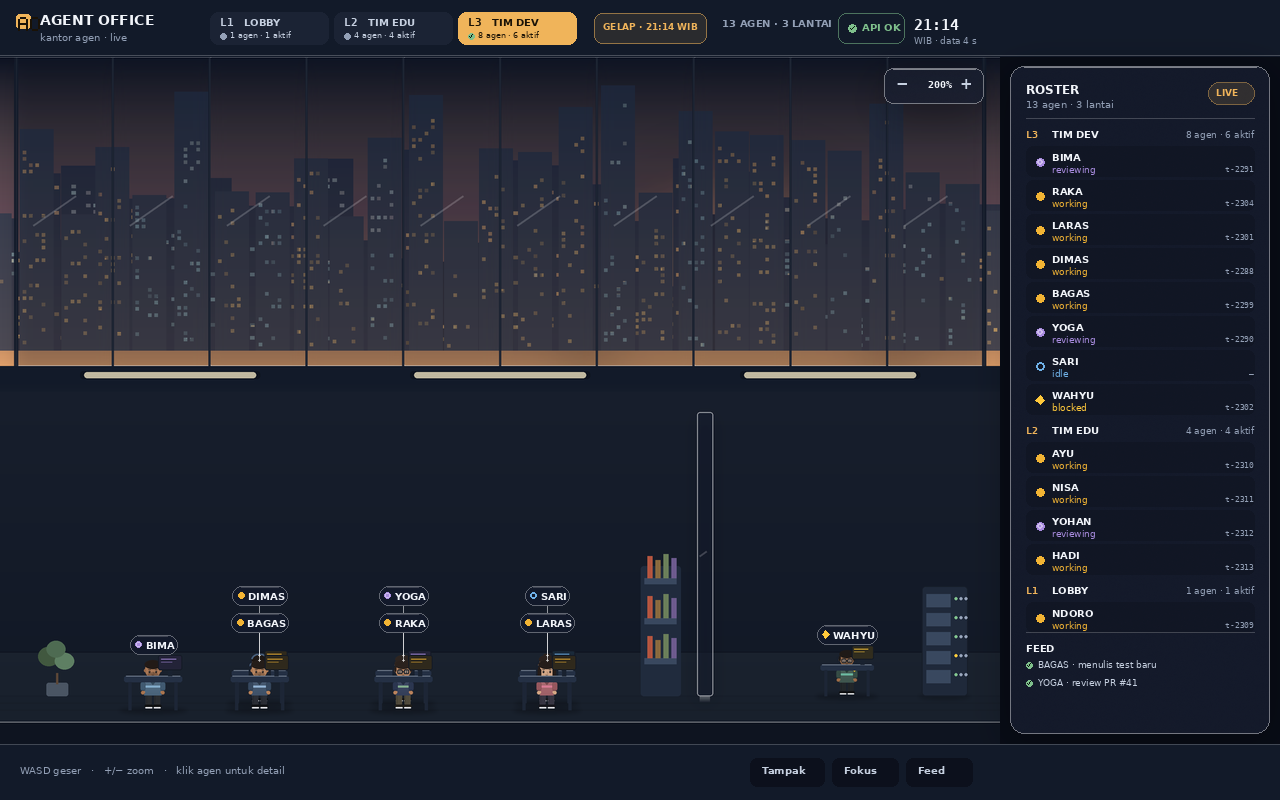 AGENT OFFICE
kantor agen · live
L1 LOBBY
1 agen · 1 aktif
L2 TIM EDU
4 agen · 4 aktif
L3 TIM DEV
8 agen · 6 aktif
GELAP · 21:14 WIB
13 AGEN · 3 LANTAI
API OK
21:14
WIB · data 4 s
− 200% +
ROSTER
LIVE
13 agen · 3 lantai
L3 TIM DEV 8 agen · 6 aktif
BIMA
reviewing t-2291
RAKA
working t-2304
LARAS
working t-2301
DIMAS
working t-2288
BAGAS
working t-2299
YOGA
reviewing t-2290
SARI
idle —
WAHYU
blocked t-2302
L2 TIM EDU 4 agen · 4 aktif
AYU
working t-2310
NISA
working t-2311
YOHAN
reviewing t-2312
HADI
working t-2313
L1 LOBBY 1 agen · 1 aktif
NDORO
working t-2309
FEED
BAGAS · menulis test baru
YOGA · review PR #41
DIMAS
YOGA
SARI
BAGAS
RAKA
LARAS
BIMA
WAHYU
WASD geser · +/− zoom · klik agen untuk detail
Tampak
Fokus
Feed